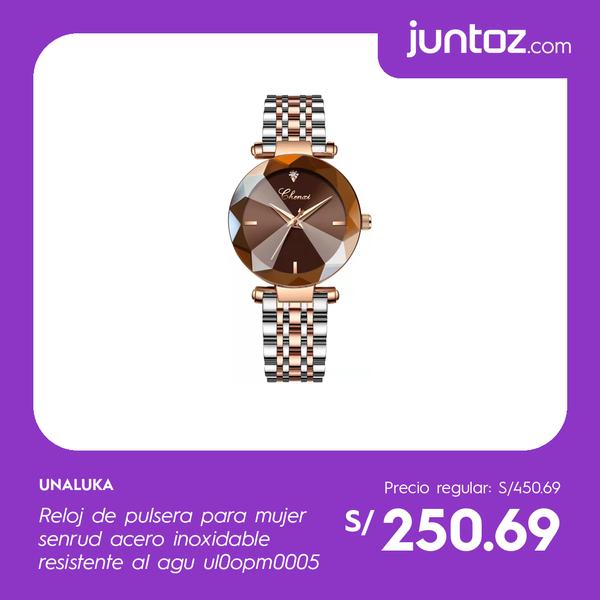 juntoz.com
Chenxi
UNALUKA
Reloj de pulsera para mujer
senrud acero inoxidable
resistente al agu ul0opm0005
Precio regular: S/450.69
S/ 250.69